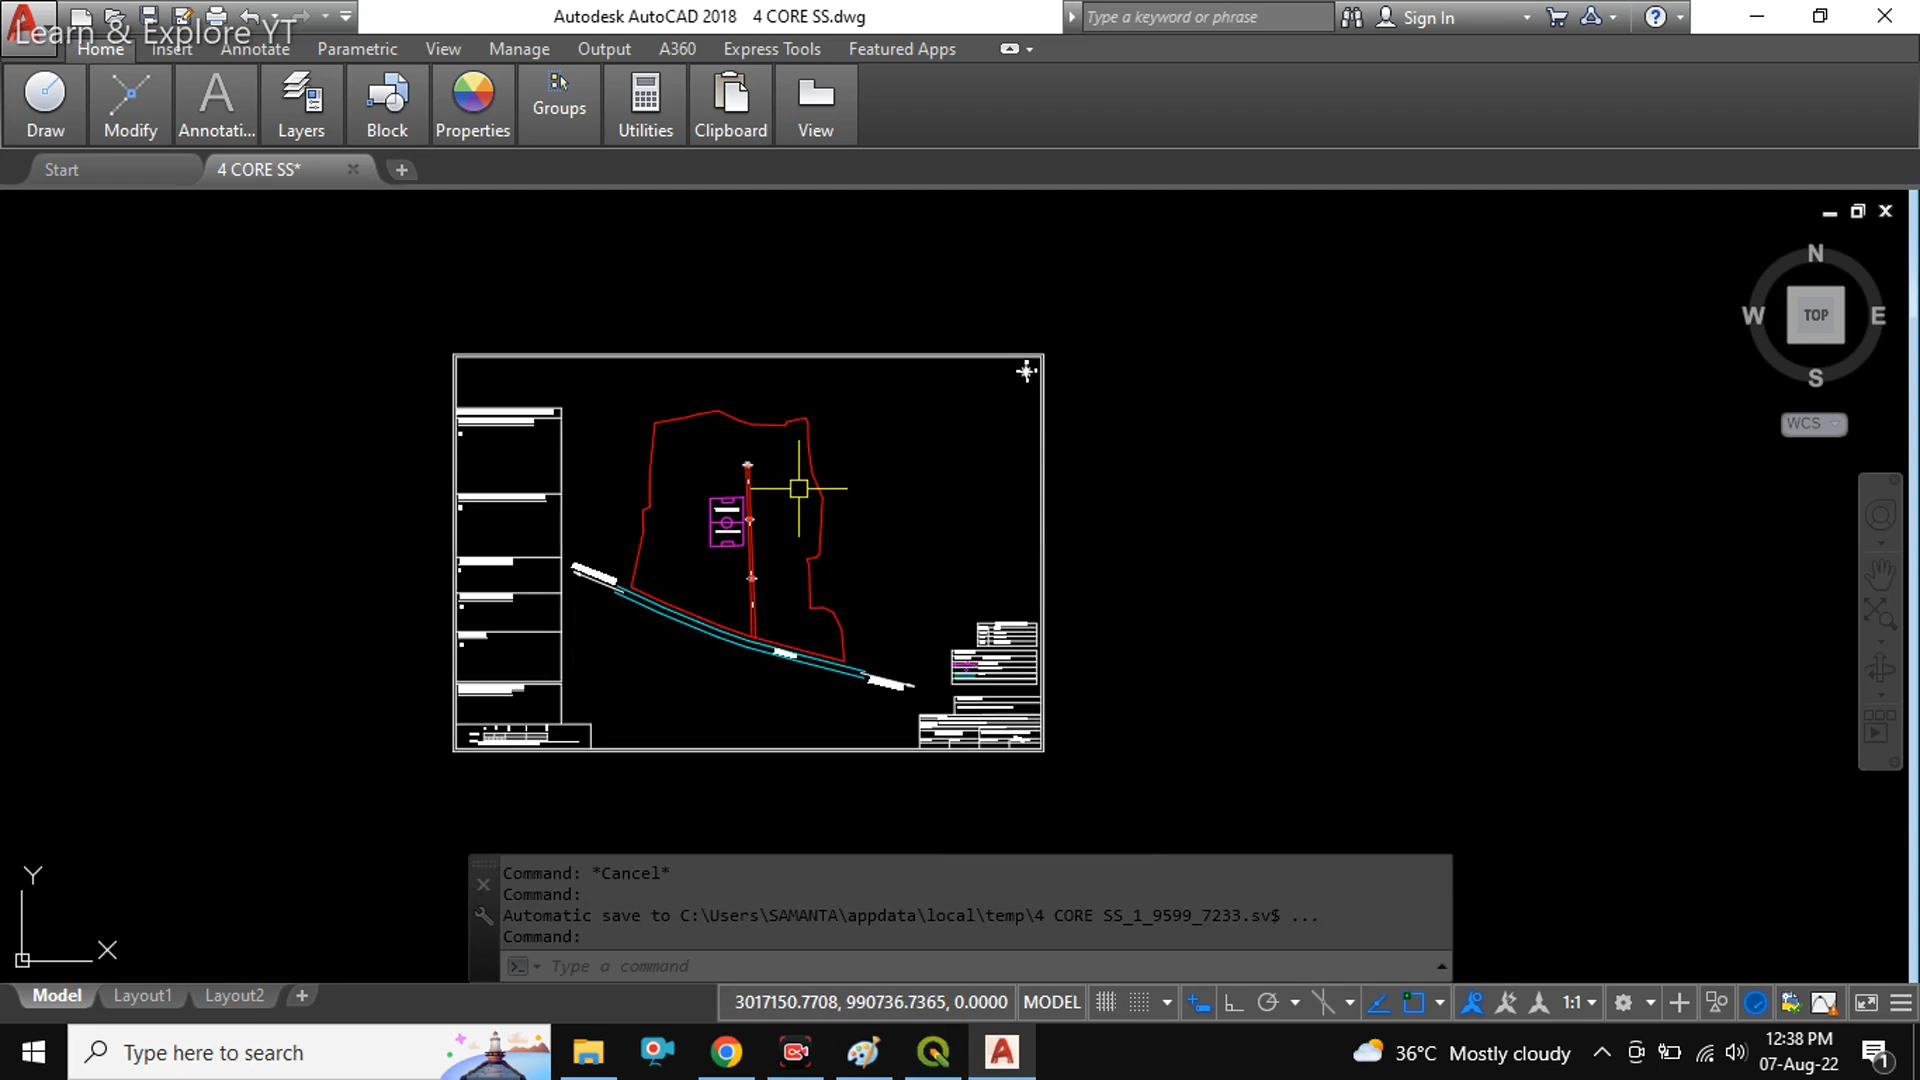 Learn & Explore YT
Autodesk AutoCAD 2018 4 CORE SS.dwg
Type a keyword or phrase
Sign In
Home Insert Annotate Parametric View Manage Output A360 Express Tools Featured Apps
Draw Modify Annotati... Layers Block Properties Groups Utilities Clipboard View
Start 4 CORE SS*
N
W TOP E
S
WCS
Command: *Cancel*
Command:
Automatic save to C:\Users\SAMANTA\appdata\local\temp\4 CORE SS_1_9599_7233.sv$ ...
Command:
Type a command
Y
X
Model Layout1 Layout2
3017150.7708, 990736.7365, 0.0000 MODEL 1:1
Type here to search
36°C Mostly cloudy
12:38 PM
07-Aug-22
1